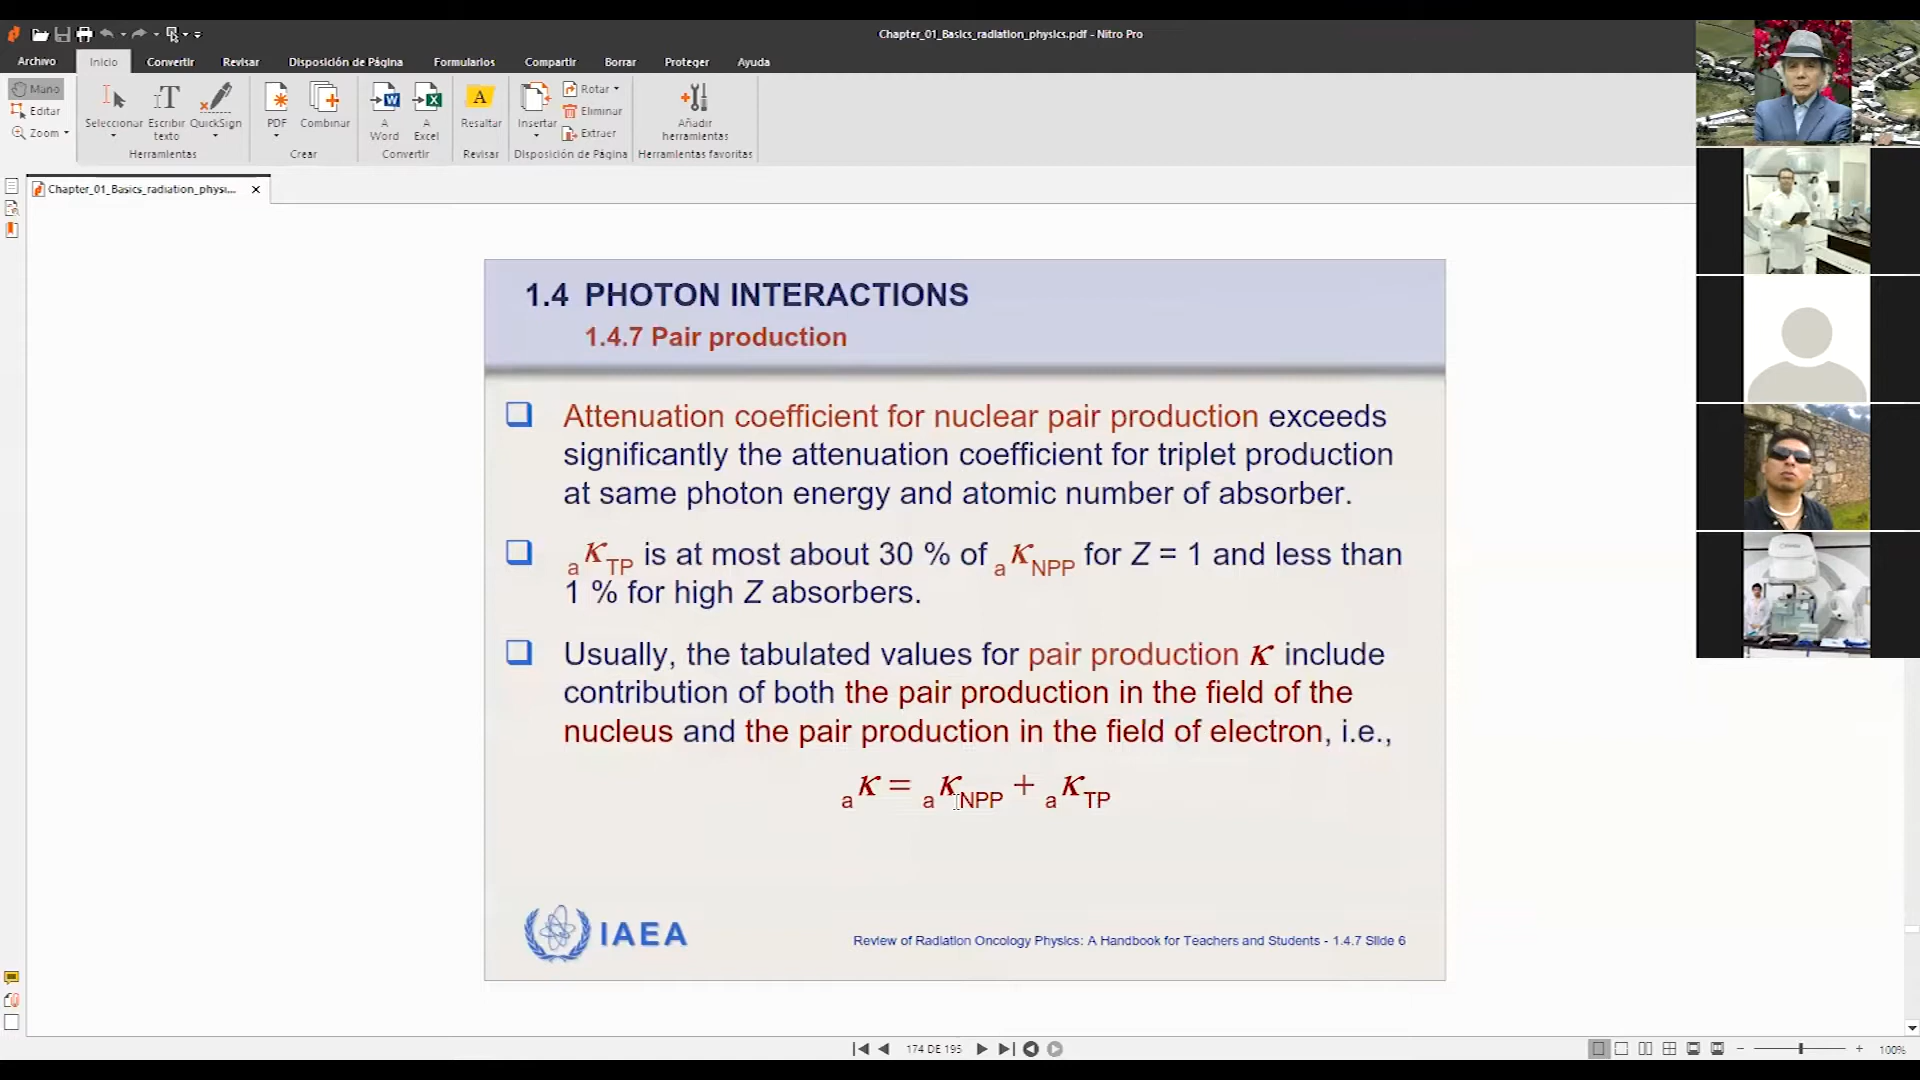 Chapter_01_Basics_radiation_physics.pdf - Nitro Pro
Archivo Inicio Convertir Revisar Disposición de Página Formularios Compartir Borrar Proteger Ayuda
Mano
Editar
Zoom
Seleccionar
Escribir texto
QuickSign
Herramientas
PDF
Combinar
Crear
A Word
A Excel
Convertir
Resaltar
Revisar
Insertar
Rotar
Eliminar
Extraer
Disposición de Página
Añadir herramientas
Herramientas favoritas
Chapter_01_Basics_radiation_physi...
1.4 PHOTON INTERACTIONS
1.4.7 Pair production
❑ Attenuation coefficient for nuclear pair production exceeds
significantly the attenuation coefficient for triplet production
at same photon energy and atomic number of absorber.
❑ aκTP is at most about 30 % of aκNPP for Z = 1 and less than
1 % for high Z absorbers.
❑ Usually, the tabulated values for pair production κ include
contribution of both the pair production in the field of the
nucleus and the pair production in the field of electron, i.e.,
aκ = aκNPP + aκTP
IAEA
Review of Radiation Oncology Physics: A Handbook for Teachers and Students - 1.4.7 Slide 6
174 DE 195
100%